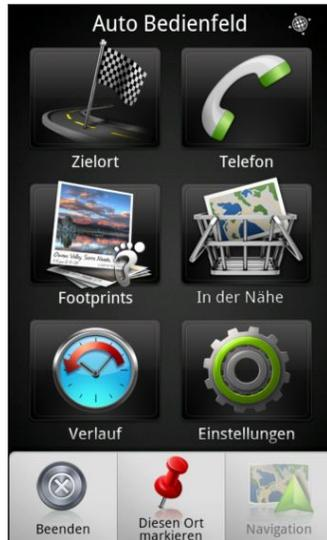 Auto Bedienfeld
Zielort
Telefon
Footprints
In der Nähe
Verlauf
Einstellungen
Beenden
Diesen Ort
markieren
Navigation